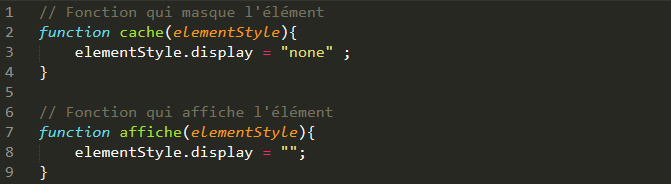 1 // Fonction qui masque l'élément
2 function cache(elementStyle){
3 elementStyle.display = "none" ;
4 }
5
6 // Fonction qui affiche l'élément
7 function affiche(elementStyle){
8 elementStyle.display = "";
9 }